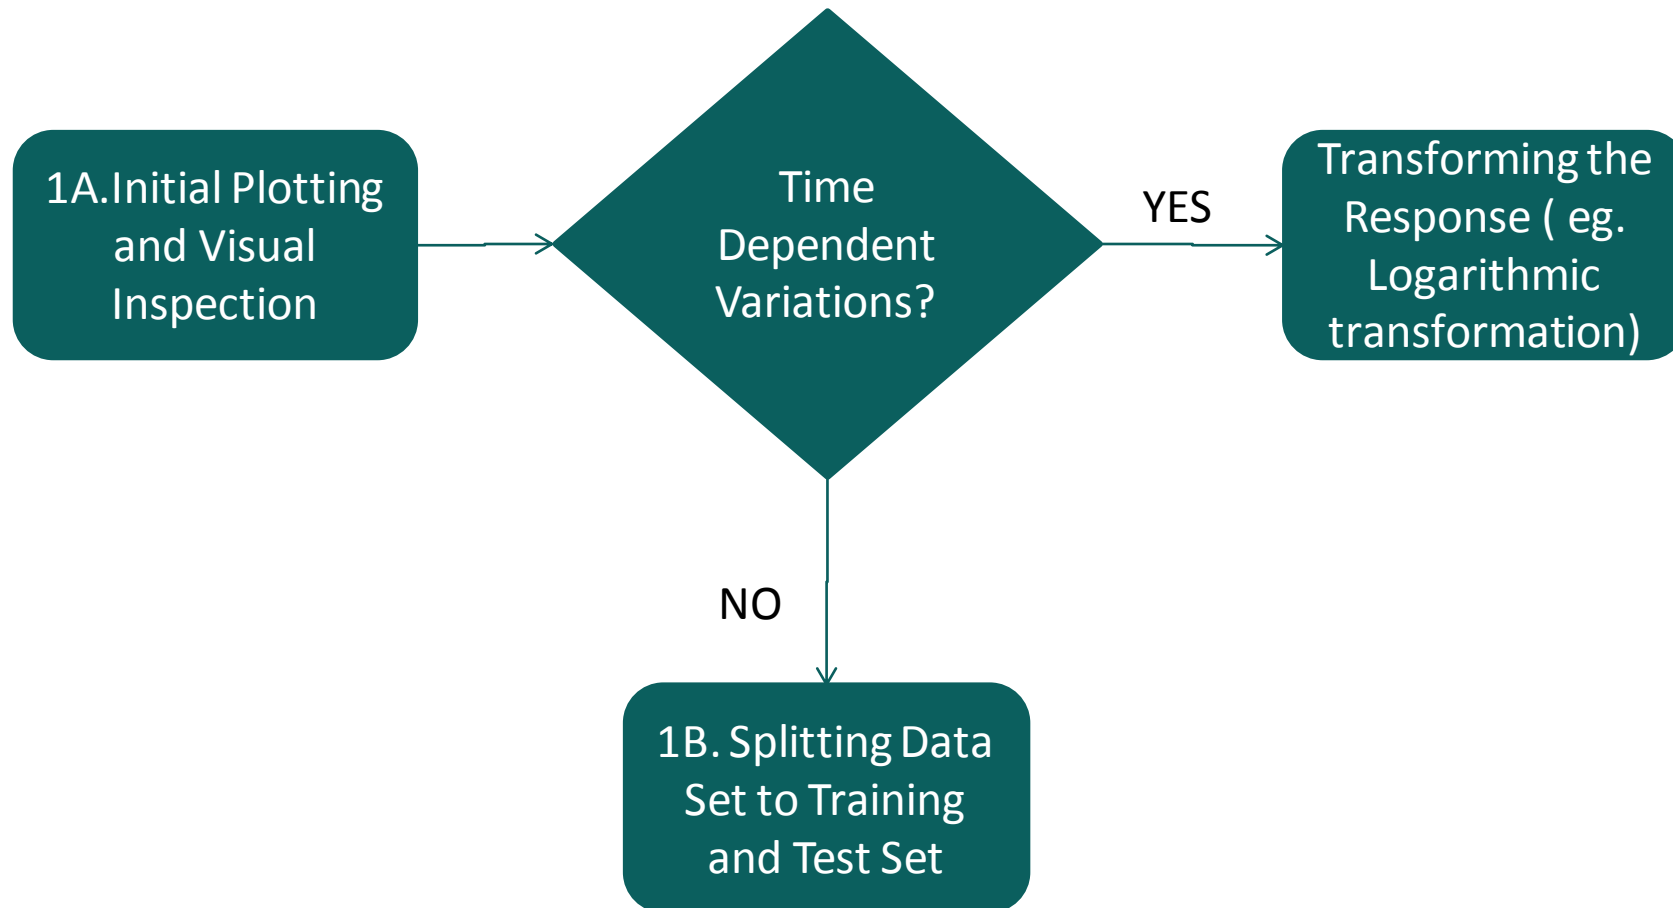 1A.Initial Plotting
and Visual
Inspection
Time
Dependent
Variations?
YES
Transforming the
Response ( eg.
Logarithmic
transformation)
NO
1B. Splitting Data
Set to Training
and Test Set